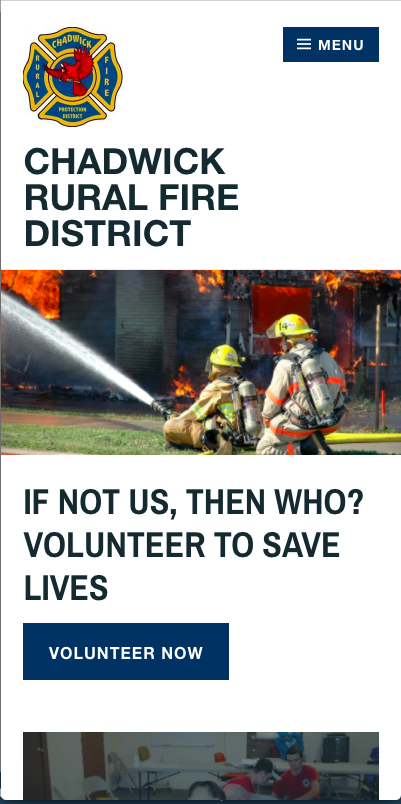 CHADWICK
RURAL
FIRE
PROTECTION
DISTRICT
MENU
CHADWICK
RURAL FIRE
DISTRICT
14
IF NOT US, THEN WHO?
VOLUNTEER TO SAVE
LIVES
VOLUNTEER NOW